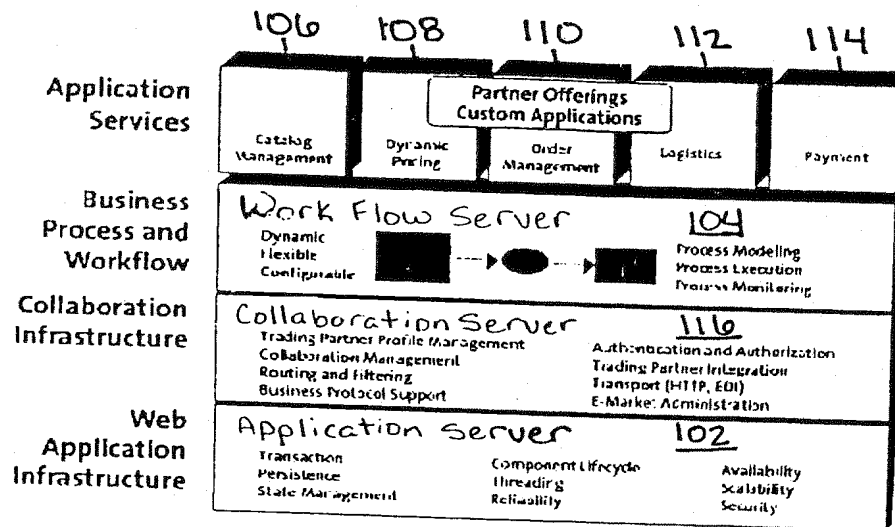 106 108 110 112 114
Application
Services
Partner Offerings
Custom Applications
Catalog
Management
Dynamic
Pricing
Order
Management
Logistics
Payment
Business
Process and
Workflow
Work Flow Server 104
Dynamic
Flexible
Configurable
Process Modeling
Process Execution
Process Monitoring
Collaboration
Infrastructure
Collaboration Server 116
Trading Partner Profile Management
Collaboration Management
Routing and Filtering
Business Protocol Support
Authentication and Authorization
Trading Partner Integration
Transport (HTTP, EDI)
E-Market Administration
Web
Application
Infrastructure
Application Server 102
Transaction
Persistence
State Management
Component Lifecycle
Threading
Reliability
Availability
Scalability
Security